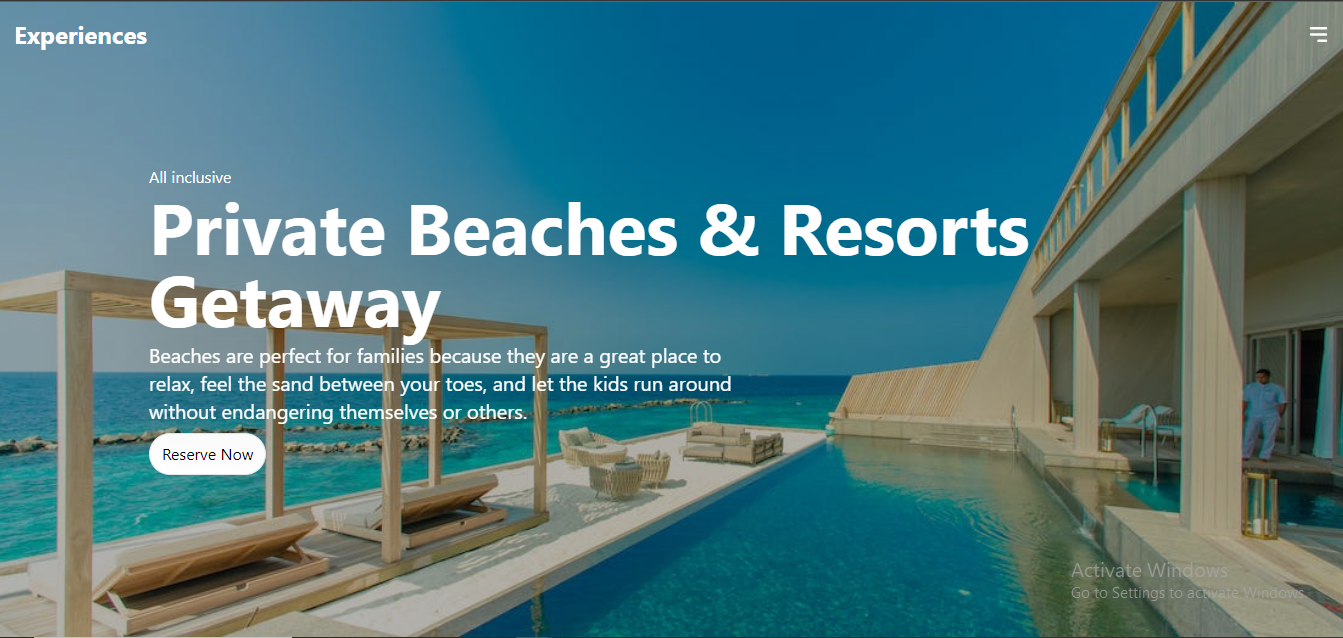 Experiences
All inclusive
Private Beaches & Resorts
Getaway
Beaches are perfect for families because they are a great place to
relax, feel the sand between your toes, and let the kids run around
without endangering themselves or others.
Reserve Now
Activate Windows
Go to Settings to activate Windows.